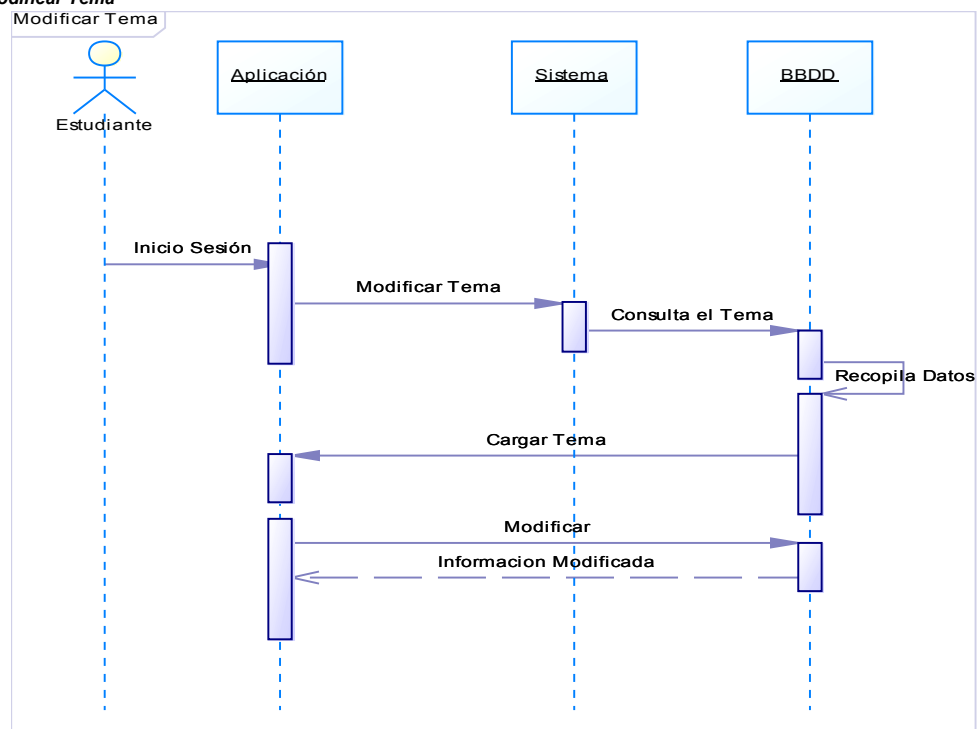 Modificar Tema
Aplicación
Sistema
BBDD
Estudiante
Inicio Sesión
Modificar Tema
Consulta el Tema
Recopila Datos
Cargar Tema
Modificar
Informacion Modificada